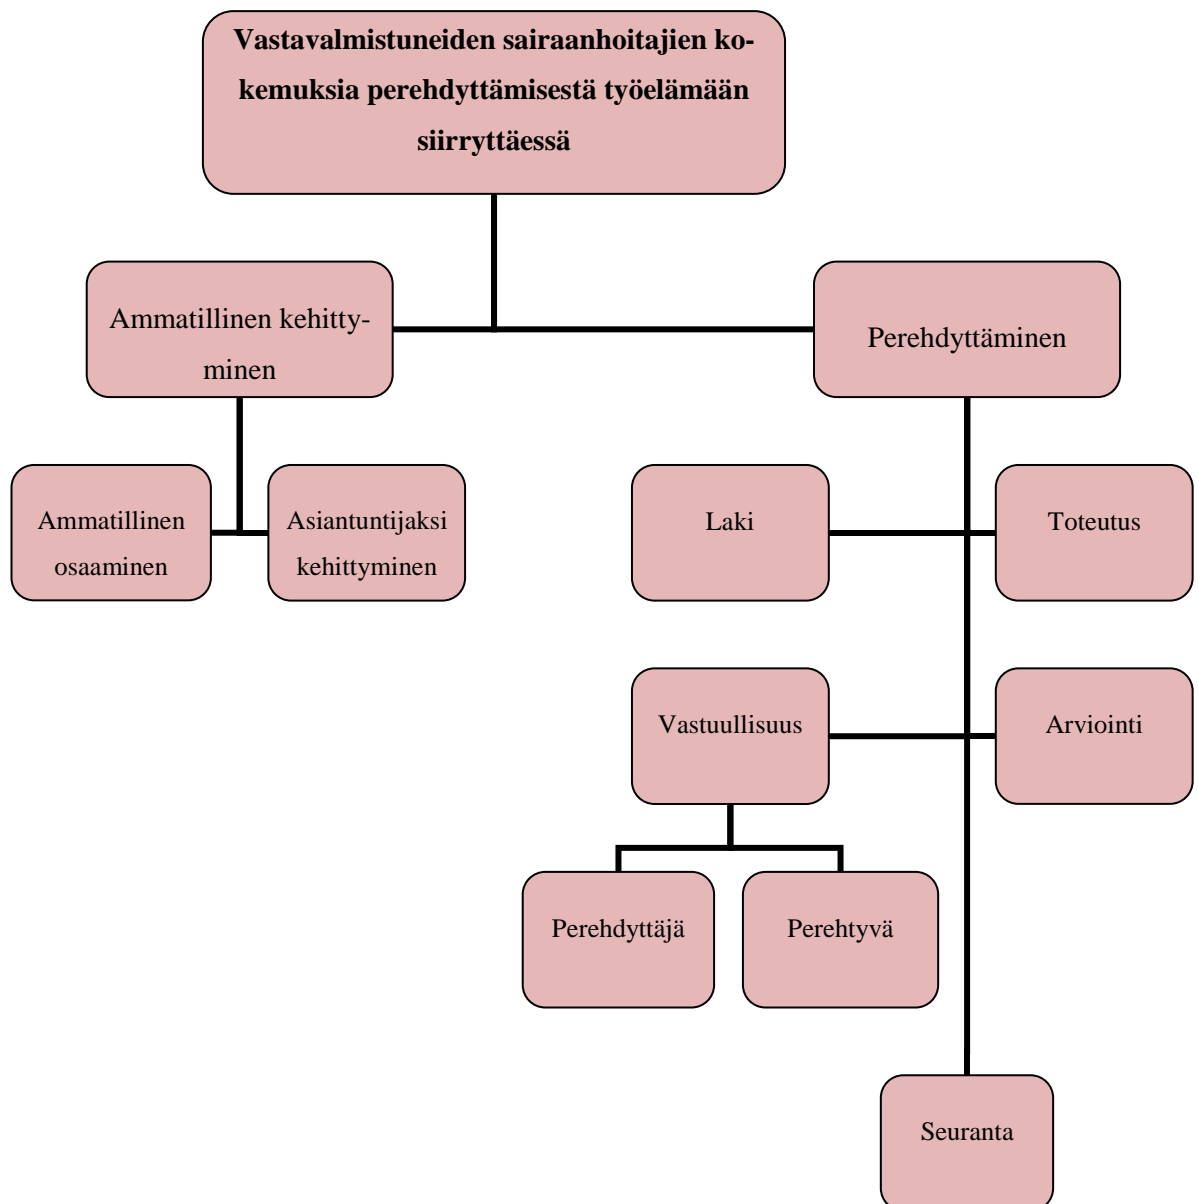 Vastavalmistuneiden sairaanhoitajien ko-
kemuksia perehdyttämisestä työelämään
siirryttäessä
Ammatillinen kehitty-
minen
Perehdyttäminen
Ammatillinen
osaaminen
Asiantuntijaksi
kehittyminen
Laki
Toteutus
Vastuullisuus
Arviointi
Perehdyttäjä
Perehtyvä
Seuranta